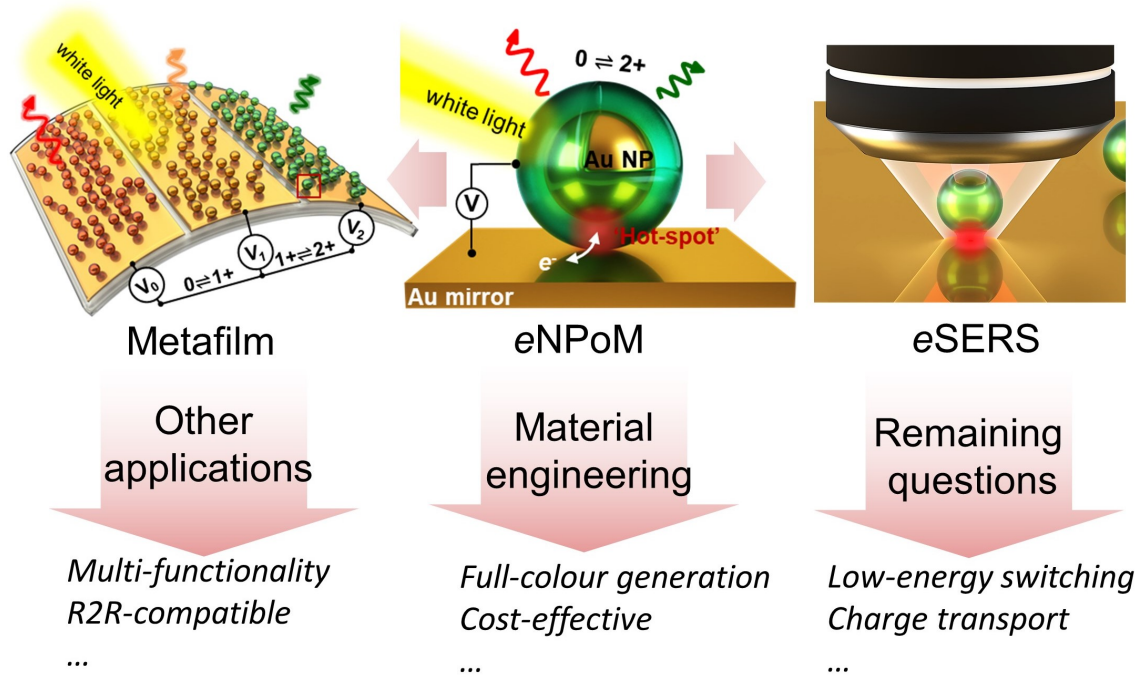 white light
V₀
0⇌1+
V₁
1+⇌2+
V₂
Metafilm
Other
applications
Multi-functionality
R2R-compatible
...
0 ⇌ 2+
white light
Au NP
V
'Hot-spot'
e⁻
Au mirror
eNPoM
Material
engineering
Full-colour generation
Cost-effective
...
eSERS
Remaining
questions
Low-energy switching
Charge transport
...